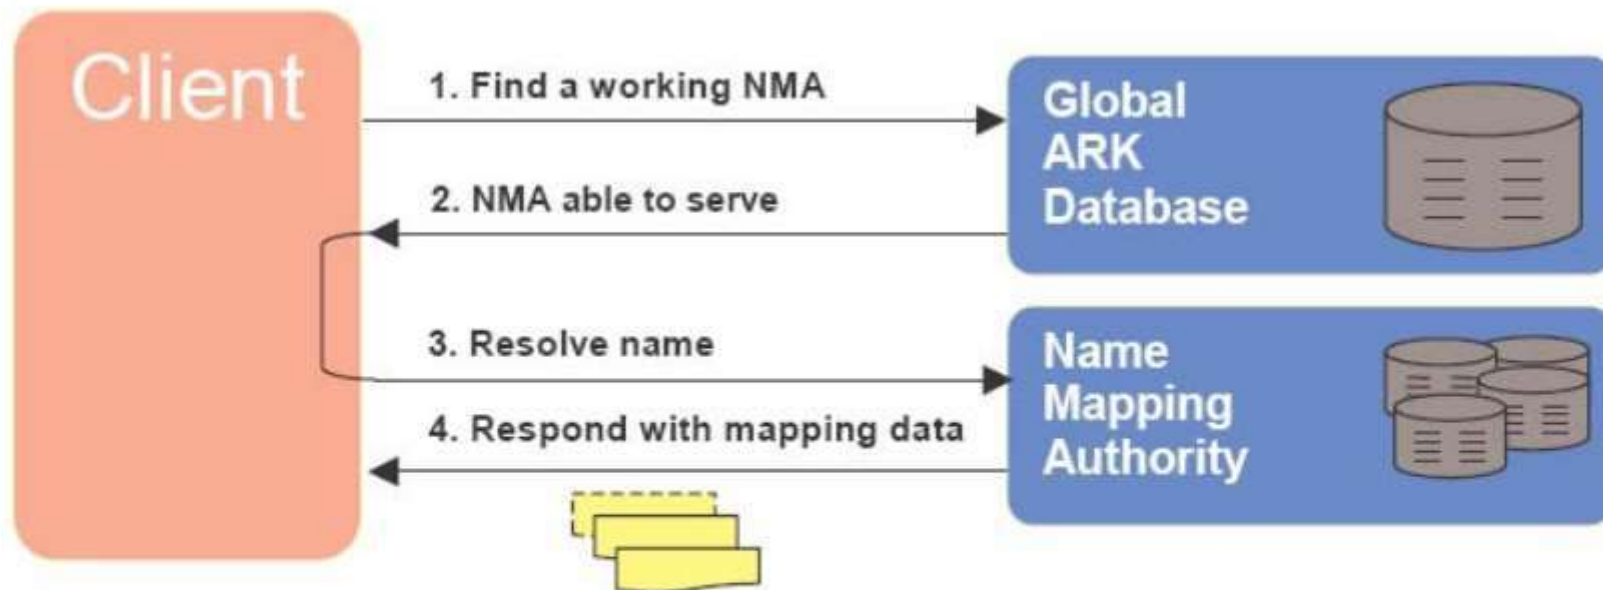 Client
1. Find a working NMA
Global
ARK
Database
2. NMA able to serve
3. Resolve name
Name
Mapping
Authority
4. Respond with mapping data